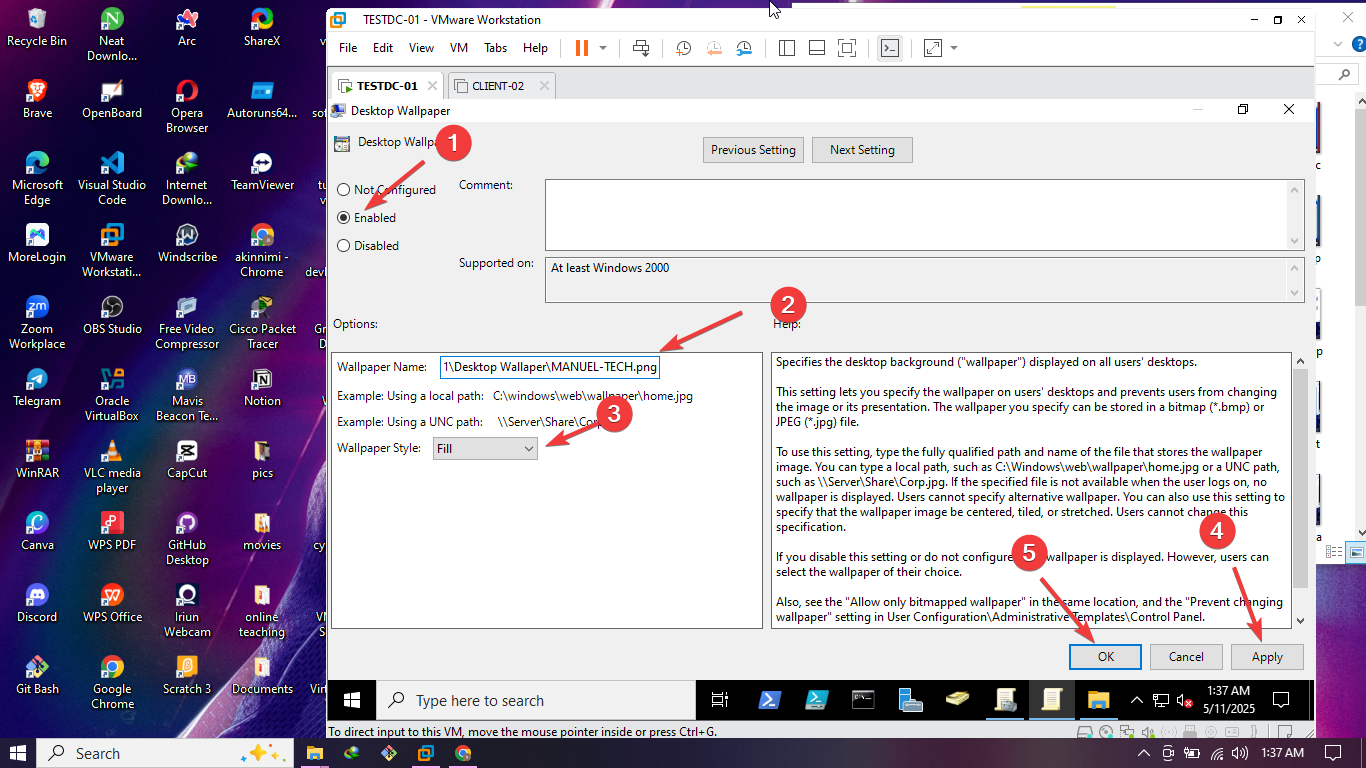 TESTDC-01 - VMware Workstation
File Edit View VM Tabs Help
TESTDC-01
CLIENT-02
Desktop Wallpaper
Desktop
1
Previous Setting
Next Setting
Not Configured
Enabled
Disabled
Comment:
Supported on:
At least Windows 2000
2
Options:
Help:
Wallpaper Name:
1\Desktop Wallaper\MANUEL-TECH.png
Example: Using a local path: C:\windows\web\wallpaper\home.jpg
Example: Using a UNC path:
3
Wallpaper Style:
Fill
Specifies the desktop background ("wallpaper") displayed on all users' desktops.
This setting lets you specify the wallpaper on users' desktops and prevents users from changing
the image or its presentation. The wallpaper you specify can be stored in a bitmap (*.bmp) or
JPEG (*.jpg) file.
To use this setting, type the fully qualified path and name of the file that stores the wallpaper
image. You can type a local path, such as C:\Windows\web\wallpaper\home.jpg or a UNC path,
such as \\Server\Share\Corp.jpg. If the specified file is not available when the user logs on, no
wallpaper is displayed. Users cannot specify alternative wallpaper. You can also use this setting to
specify that the wallpaper image be centered, tiled, or stretched. Users cannot change this
specification.
4
5
If you disable this setting or do not configure wallpaper is displayed. However, users can
select the wallpaper of their choice.
Also, see the "Allow only bitmapped wallpaper" in the same location, and the "Prevent changing
wallpaper" setting in User Configuration\Administrative Templates\Control Panel.
OK
Cancel
Apply
Type here to search
1:37 AM
5/11/2025
To direct input to this VM, move the mouse pointer inside or press Ctrl+G.
Recycle Bin
Neat
Downlo...
Arc
ShareX
Brave
OpenBoard
Opera
Browser
Autoruns64...
Microsoft
Edge
Visual Studio
Code
Internet
Downlo...
TeamViewer
MoreLogin
VMware
Workstati...
Windscribe
akinnimi -
Chrome
Zoom
Workplace
OBS Studio
Free Video
Compressor
Cisco Packet
Tracer
Telegram
Oracle
VirtualBox
Mavis
Beacon Te...
Notion
WinRAR
VLC media
player
CapCut
pics
Canva
WPS PDF
GitHub
Desktop
movies
Discord
WPS Office
Iriun
Webcam
online
teaching
Git Bash
Google
Chrome
Scratch 3
Documents
Search
1:37 AM